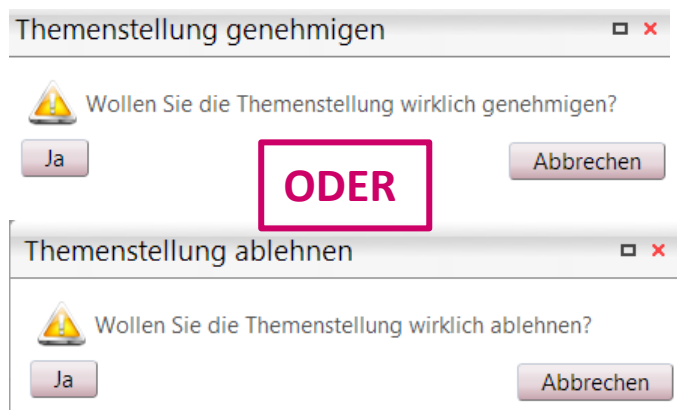 Themenstellung genehmigen
Wollen Sie die Themenstellung wirklich genehmigen?
Ja
Abbrechen
ODER
Themenstellung ablehnen
Wollen Sie die Themenstellung wirklich ablehnen?
Ja
Abbrechen